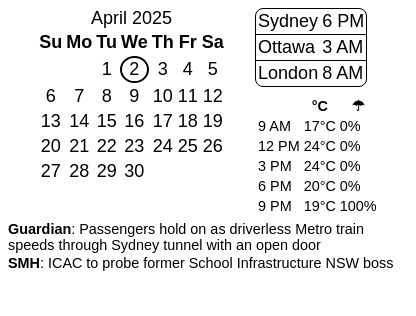 April 2025
Su Mo Tu We Th Fr Sa
1 2 3 4 5
6 7 8 9 10 11 12
13 14 15 16 17 18 19
20 21 22 23 24 25 26
27 28 29 30
Sydney 6 PM
Ottawa 3 AM
London 8 AM
°C ☂
9 AM 17°C 0%
12 PM 24°C 0%
3 PM 24°C 0%
6 PM 20°C 0%
9 PM 19°C 100%
Guardian: Passengers hold on as driverless Metro train
speeds through Sydney tunnel with an open door
SMH: ICAC to probe former School Infrastructure NSW boss